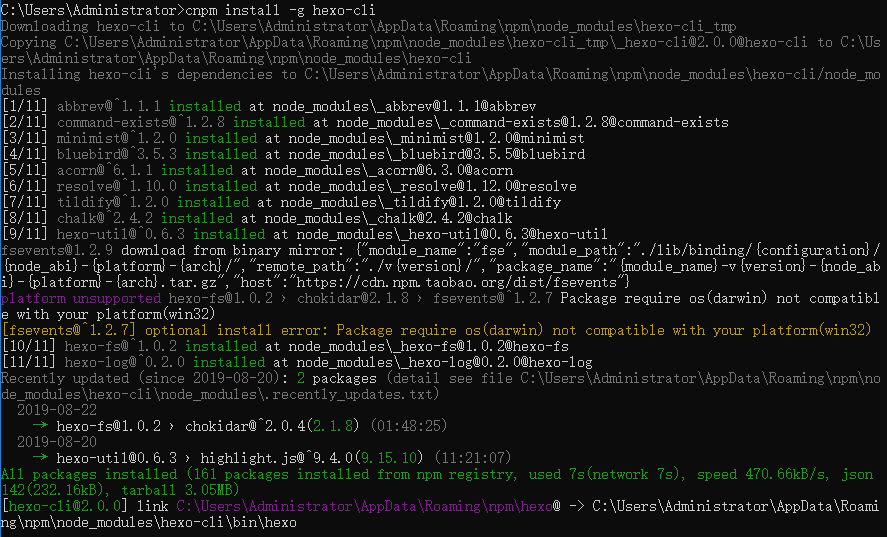 C:\Users\Administrator>cnpm install -g hexo-cli
Downloading hexo-cli to C:\Users\Administrator\AppData\Roaming\npm\node_modules\hexo-cli_tmp
Copying C:\Users\Administrator\AppData\Roaming\npm\node_modules\hexo-cli_tmp\_hexo-cli@2.0.0@hexo-cli to C:\Us
ers\Administrator\AppData\Roaming\npm\node_modules\hexo-cli
Installing hexo-cli's dependencies to C:\Users\Administrator\AppData\Roaming\npm\node_modules\hexo-cli/node_mo
dules
[1/11] abbrev@^1.1.1 installed at node_modules\_abbrev@1.1.1@abbrev
[2/11] command-exists@^1.2.8 installed at node_modules\_command-exists@1.2.8@command-exists
[3/11] minimist@^1.2.0 installed at node_modules\_minimist@1.2.0@minimist
[4/11] bluebird@^3.5.3 installed at node_modules\_bluebird@3.5.5@bluebird
[5/11] acorn@^6.1.1 installed at node_modules\_acorn@6.3.0@acorn
[6/11] resolve@^1.10.0 installed at node_modules\_resolve@1.12.0@resolve
[7/11] tildify@^1.2.0 installed at node_modules\_tildify@1.2.0@tildify
[8/11] chalk@^2.4.2 installed at node_modules\_chalk@2.4.2@chalk
[9/11] hexo-util@^0.6.3 installed at node_modules\_hexo-util@0.6.3@hexo-util
fsevents@1.2.9 download from binary mirror: {"module_name":"fse","module_path":"./lib/binding/{configuration}/
{node_abi}-{platform}-{arch}/","remote_path":"./v{version}/","package_name":"{module_name}-v{version}-{node_ab
i}-{platform}-{arch}.tar.gz","host":"https://cdn.npm.taobao.org/dist/fsevents"}
platform unsupported hexo-fs@1.0.2 › chokidar@2.1.8 › fsevents@^1.2.7 Package require os(darwin) not compatibl
e with your platform(win32)
[fsevents@^1.2.7] optional install error: Package require os(darwin) not compatible with your platform(win32)
[10/11] hexo-fs@^1.0.2 installed at node_modules\_hexo-fs@1.0.2@hexo-fs
[11/11] hexo-log@^0.2.0 installed at node_modules\_hexo-log@0.2.0@hexo-log
Recently updated (since 2019-08-20): 2 packages (detail see file C:\Users\Administrator\AppData\Roaming\npm\no
de_modules\hexo-cli\node_modules\.recently_updates.txt)
2019-08-22
→ hexo-fs@1.0.2 › chokidar@^2.0.4(2.1.8) (01:48:25)
2019-08-20
→ hexo-util@0.6.3 › highlight.js@^9.4.0(9.15.10) (11:21:07)
All packages installed (161 packages installed from npm registry, used 7s(network 7s), speed 470.66kB/s, json
142(232.16kB), tarball 3.05MB)
[hexo-cli@2.0.0] link C:\Users\Administrator\AppData\Roaming\npm\hexo@ -> C:\Users\Administrator\AppData\Roami
ng\npm\node_modules\hexo-cli\bin\hexo